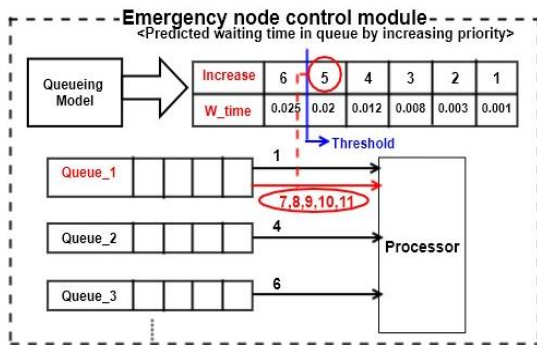 Emergency node control module
<Predicted waiting time in queue by increasing priority>
Queueing
Model
Increase 6 5 4 3 2 1
W_time 0.025 0.02 0.012 0.008 0.003 0.001
Threshold
Queue_1
1
7,8,9,10,11
Queue_2
4
Processor
Queue_3
6